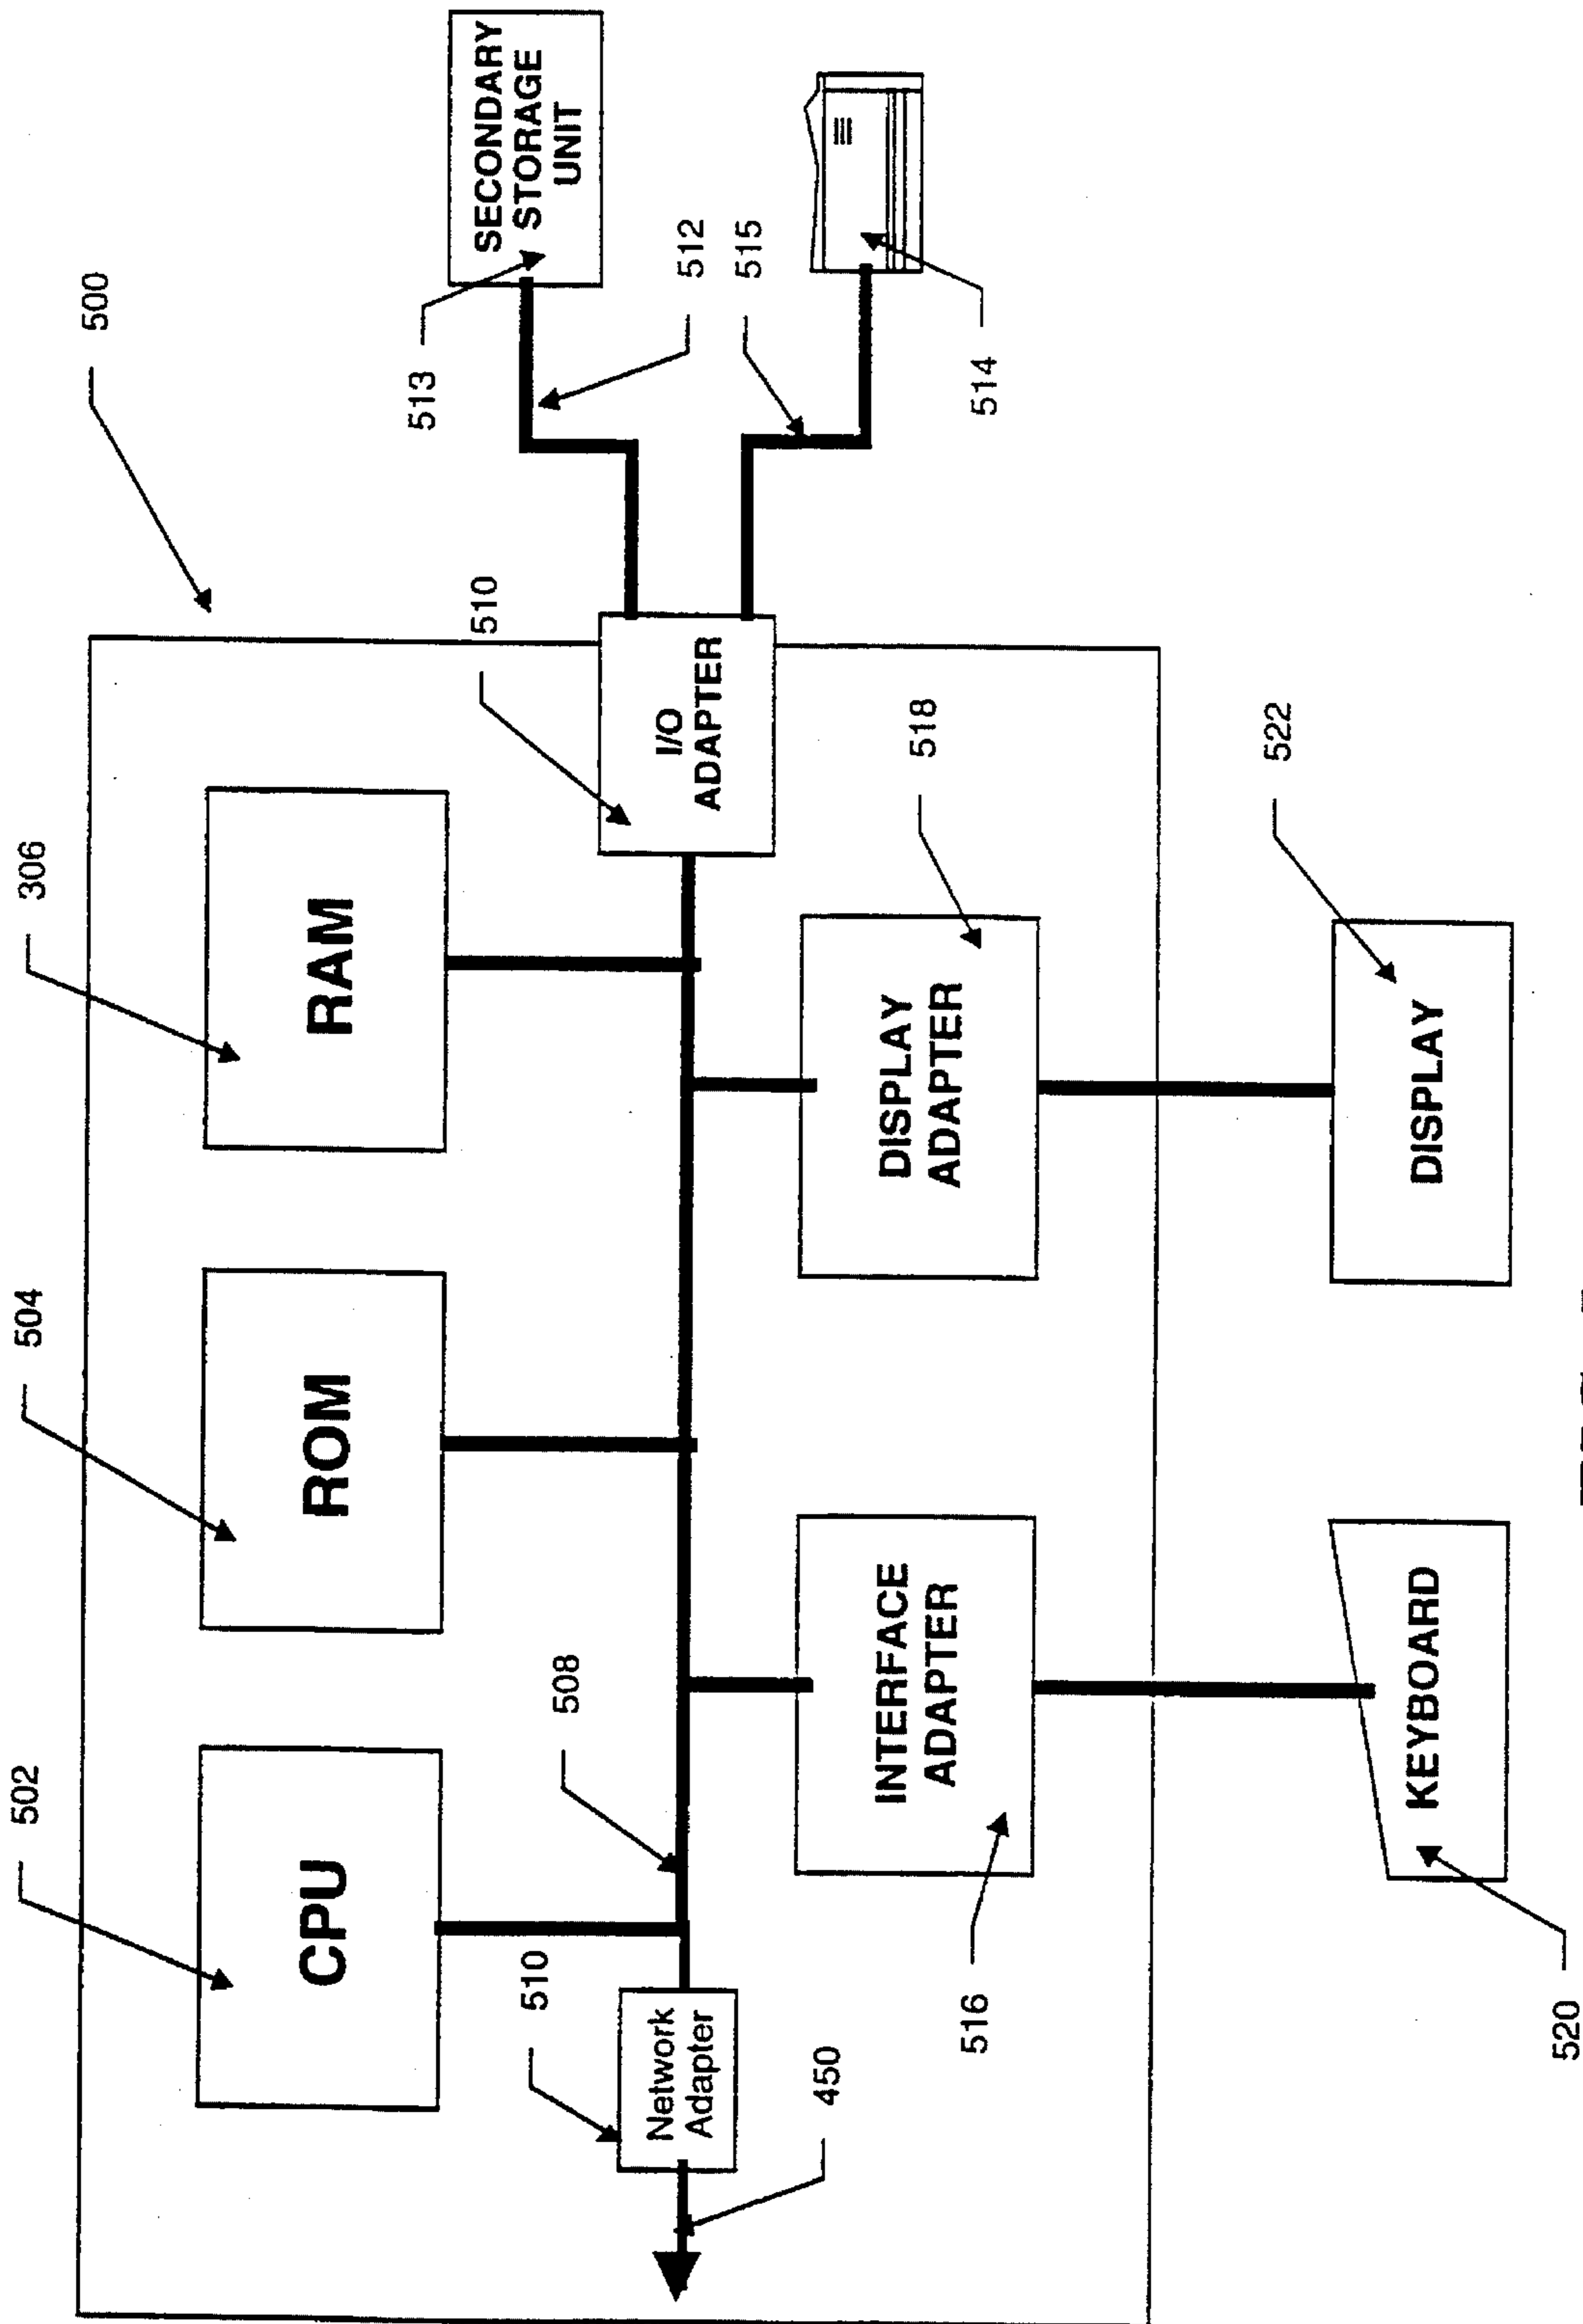 502
504
306
500
CPU
ROM
RAM
513
SECONDARY
STORAGE
UNIT
510
510
508
512
515
Network
Adapter
I/O
ADAPTER
450
INTERFACE
ADAPTER
DISPLAY
ADAPTER
518
516
514
KEYBOARD
DISPLAY
522
520